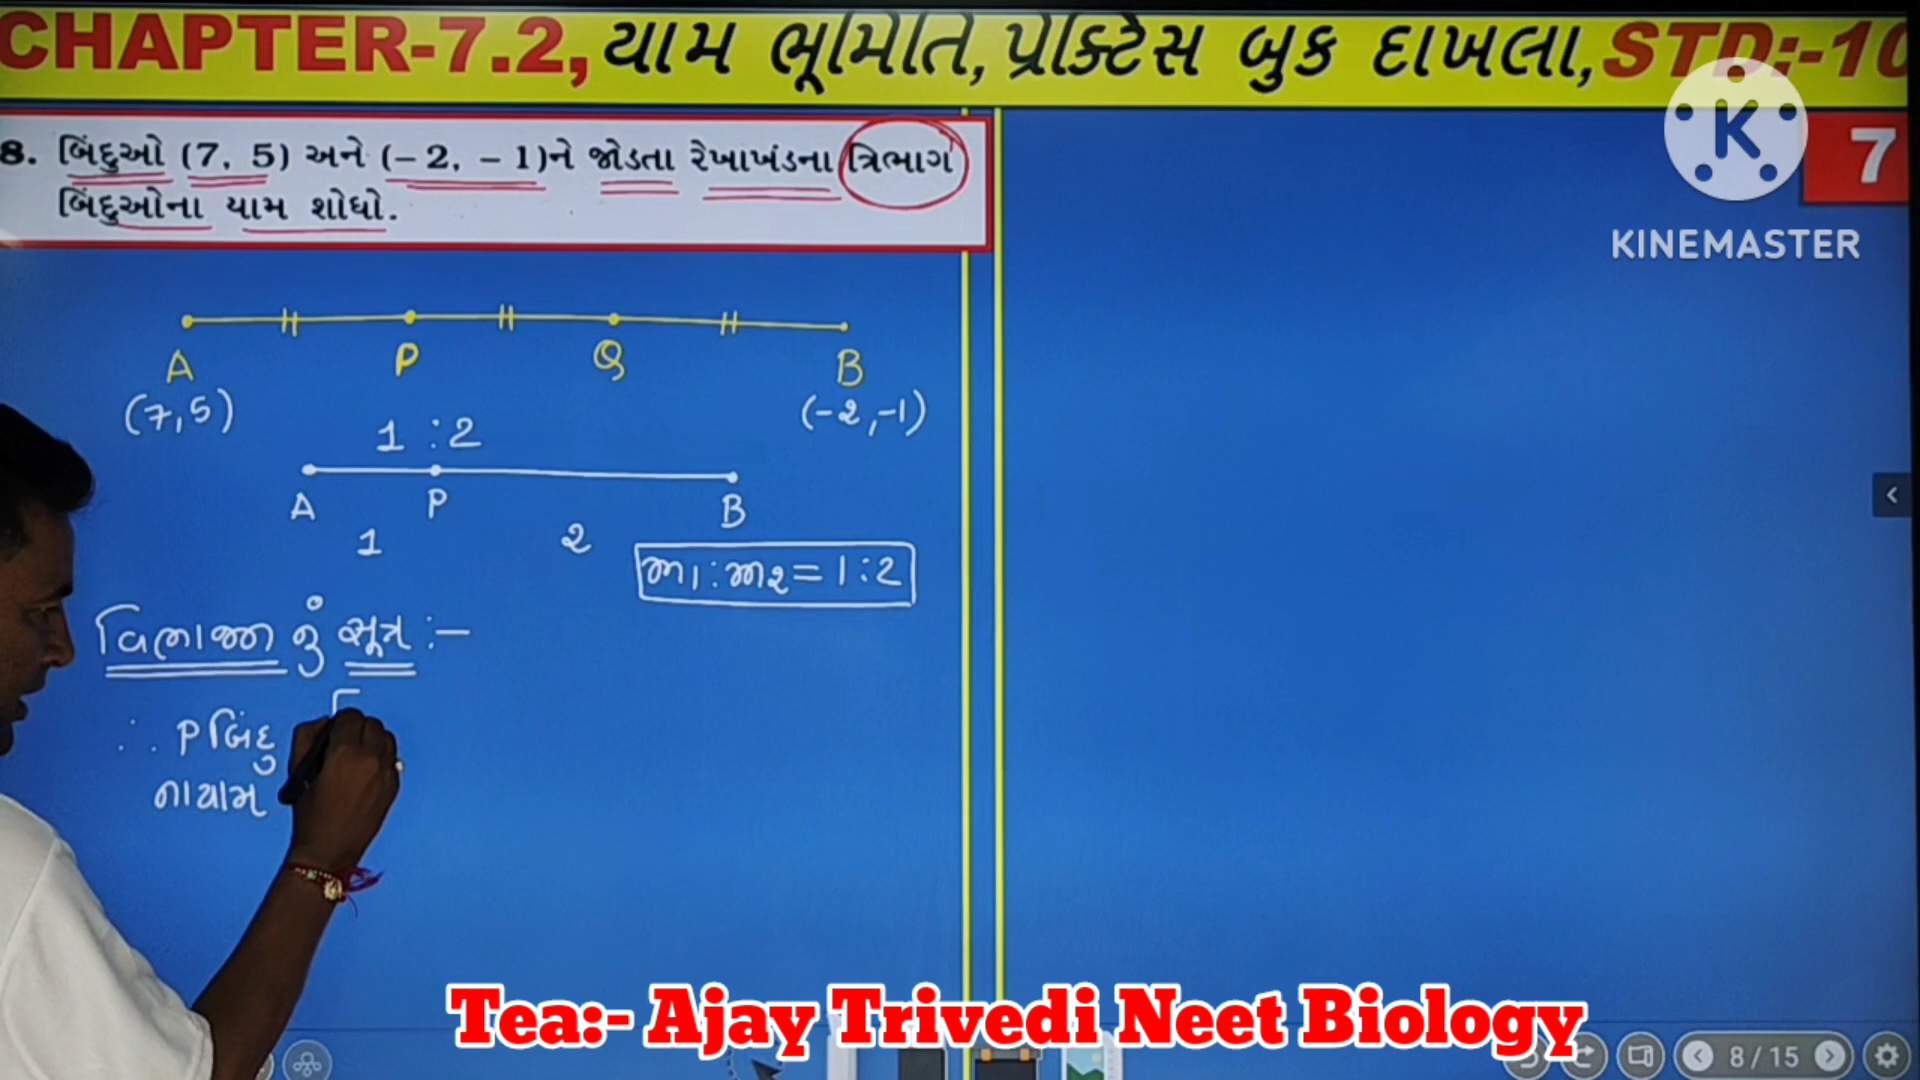 CHAPTER-7.2, યામ ભૂમિતિ, પ્રેક્ટિસ બુક દાખલા, STD:-10
K
KINEMASTER
7
8. બિંદુઓ (7, 5) અને (– 2, – 1)ને જોડતા રેખાખંડના ત્રિભાગ
બિંદુઓના યામ શોધો.
A P Q B
(7,5) (-2,-1)
1 : 2
A P B
1 2
m1 : m2 = 1 : 2
વિભાજન નું સૂત્ર :-
∴ P બિંદુ
ના યામ
Tea:- Ajay Trivedi Neet Biology
8 / 15